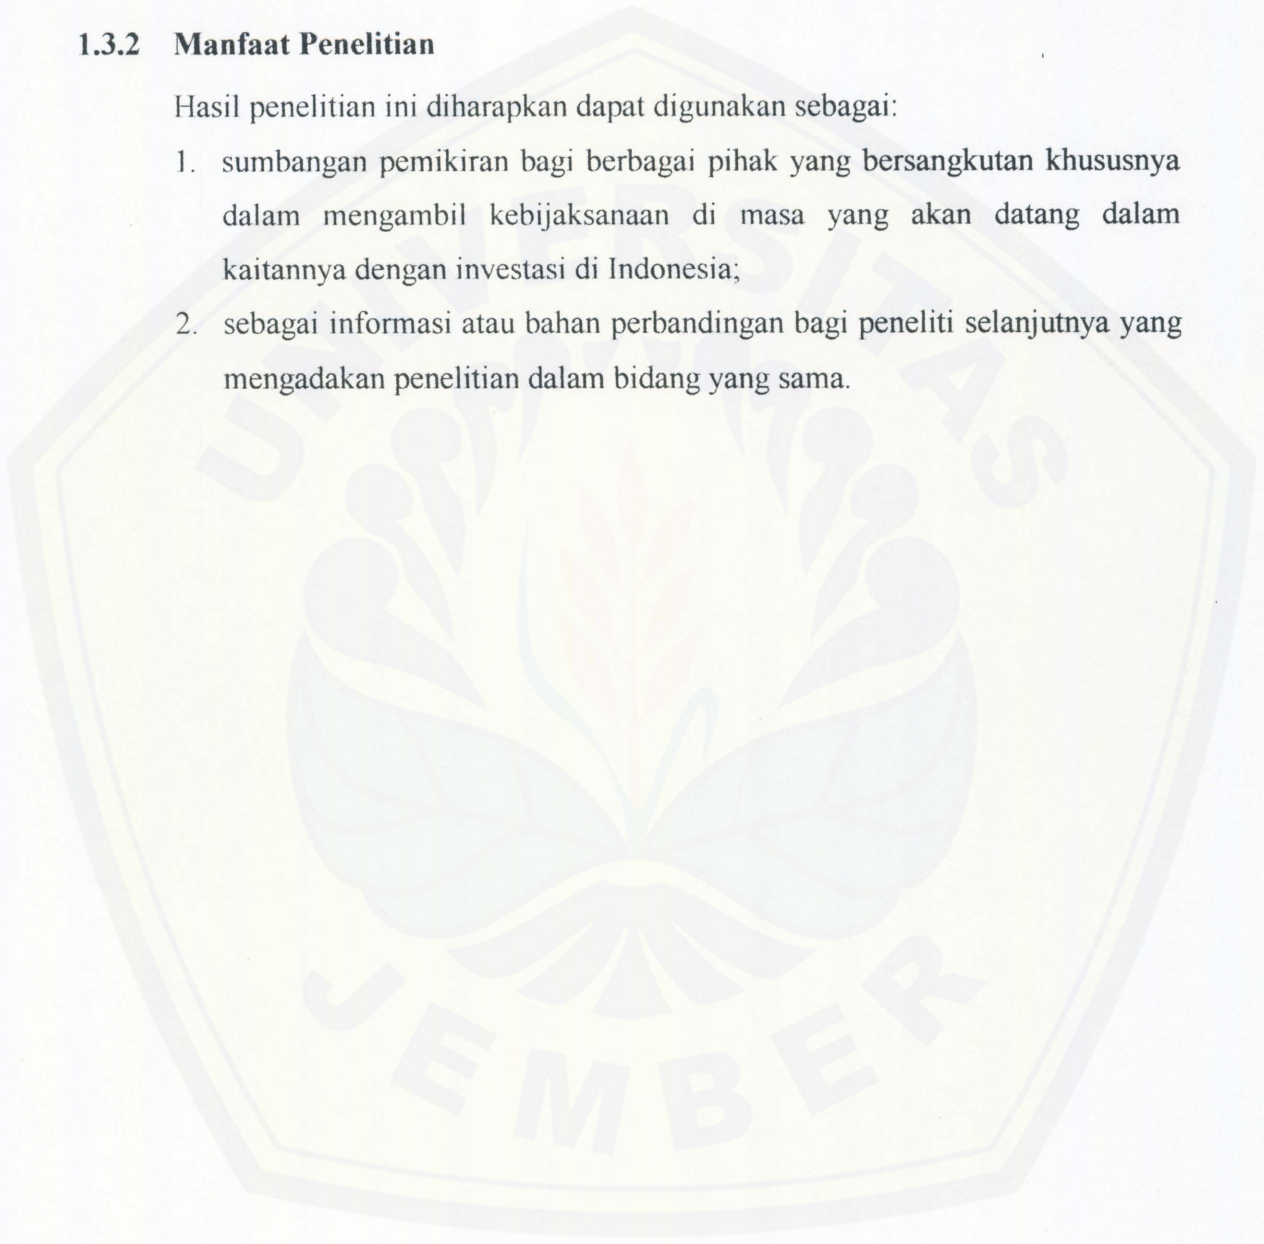 1.3.2 Manfaat Penelitian
Hasil penelitian ini diharapkan dapat digunakan sebagai:
1. sumbangan pemikiran bagi berbagai pihak yang bersangkutan khususnya
dalam mengambil kebijaksanaan di masa yang akan datang dalam
kaitannya dengan investasi di Indonesia;
2. sebagai informasi atau bahan perbandingan bagi peneliti selanjutnya yang
mengadakan penelitian dalam bidang yang sama.
UNIVERSITAS
JEMBER